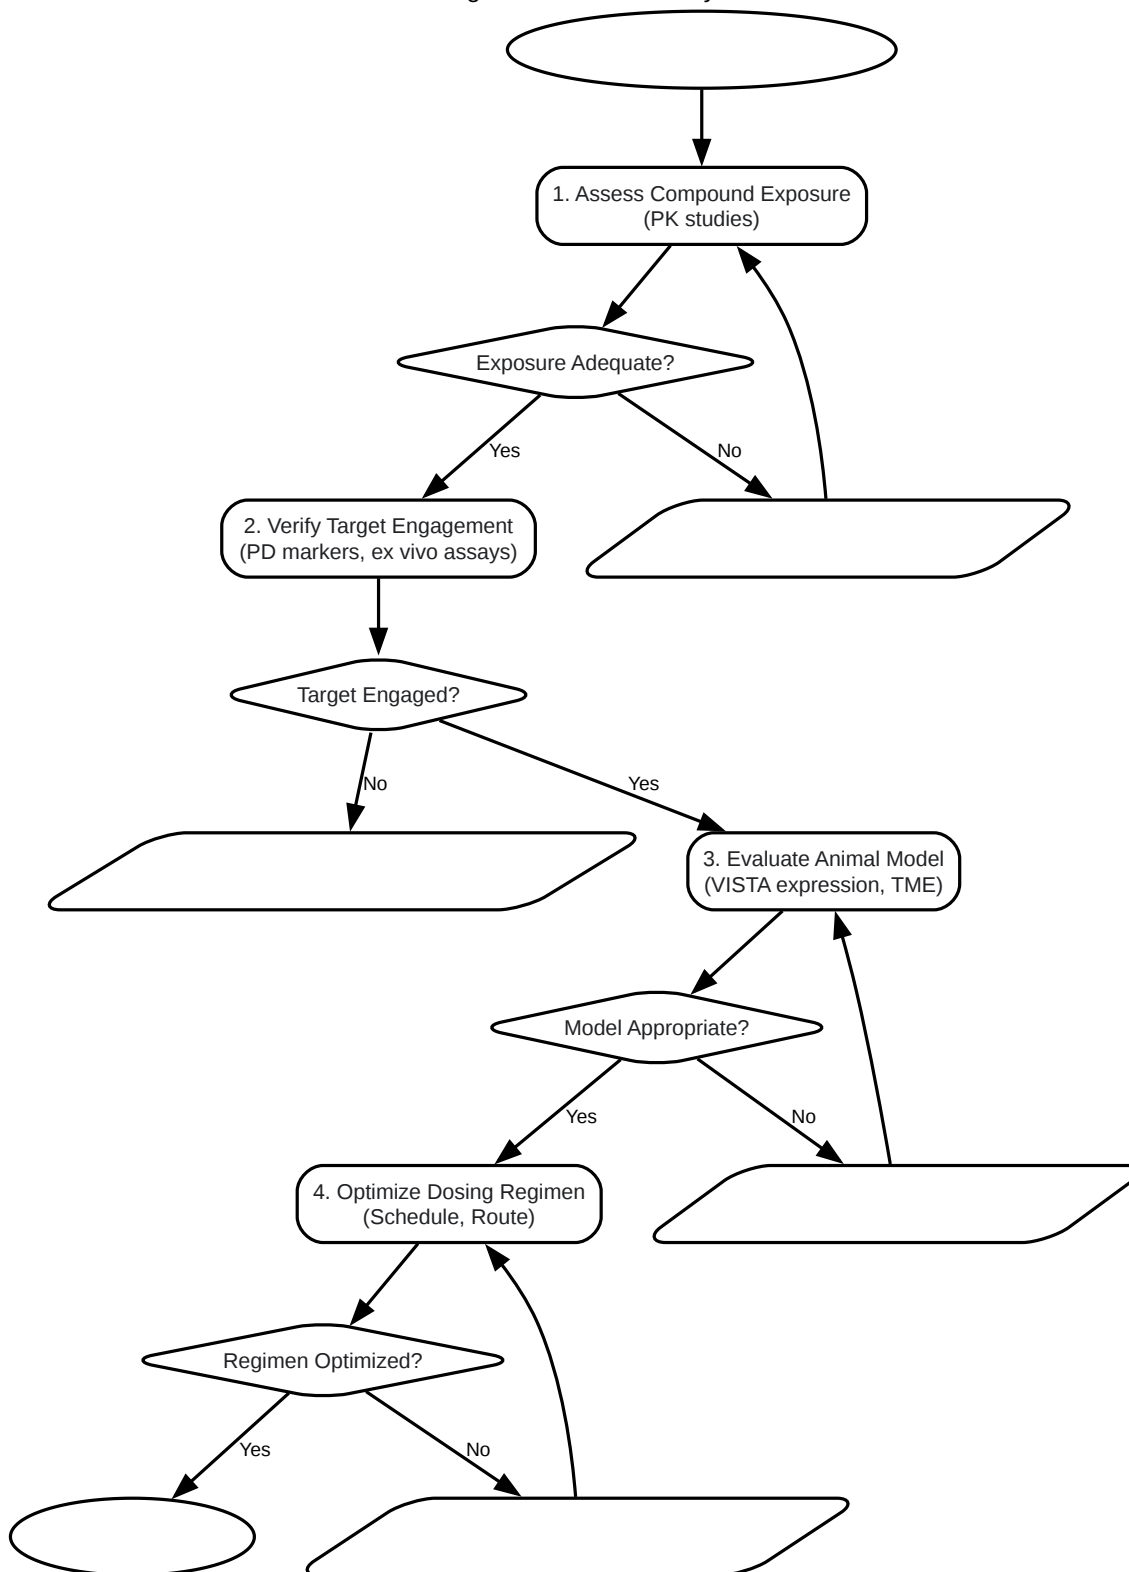 1. Assess Compound Exposure
(PK studies)
Exposure Adequate?
Yes
No
2. Verify Target Engagement
(PD markers, ex vivo assays)
Target Engaged?
No
Yes
3. Evaluate Animal Model
(VISTA expression, TME)
Model Appropriate?
Yes
No
4. Optimize Dosing Regimen
(Schedule, Route)
Regimen Optimized?
Yes
No